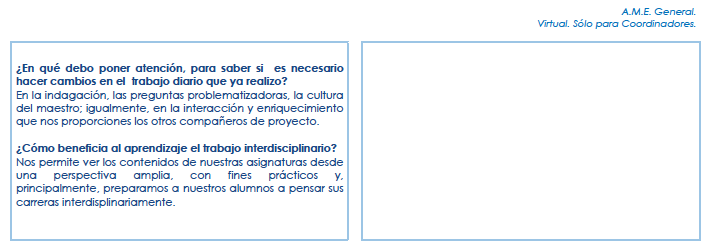 A.M.E. General.
Virtual. Sólo para Coordinadores.
¿En qué debo poner atención, para saber si es necesario
hacer cambios en el trabajo diario que ya realizo?
En la indagación, las preguntas problematizadoras, la cultura
del maestro; igualmente, en la interacción y enriquecimiento
que nos proporciones los otros compañeros de proyecto.
¿Cómo beneficia al aprendizaje el trabajo interdisciplinario?
Nos permite ver los contenidos de nuestras asignaturas desde
una perspectiva amplia, con fines prácticos y,
principalmente, preparamos a nuestros alumnos a pensar sus
carreras interdisplinariamente.